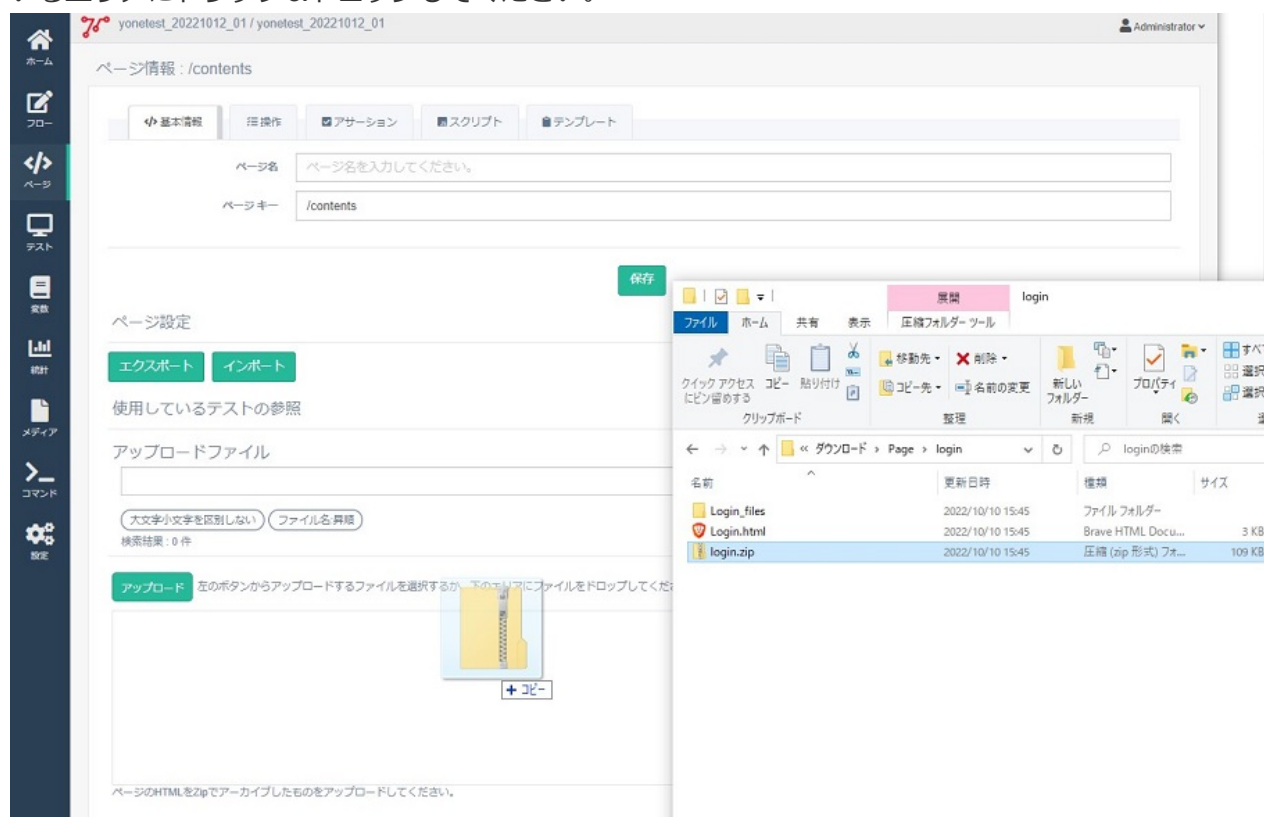 yonetest_20221012_01 / yonetest_20221012_01
Administrator
ホーム
フロー
ページ
テスト
変数
統計
メディア
コマンド
設定
ページ情報 : /contents
基本情報
操作
アサーション
スクリプト
テンプレート
ページ名
ページ名を入力してください。
ページキー
/contents
保存
ページ設定
エクスポート
インポート
使用しているテストの参照
アップロードファイル
大文字小文字を区別しない
ファイル名:昇順
検索結果 : 0 件
アップロード
左のボタンからアップロードするファイルを選択するか、下のエリアにファイルをドロップしてくだ
+ コピー
ページのHTMLをZipでアーカイブしたものをアップロードしてください。
展開
login
ファイル
ホーム
共有
表示
圧縮フォルダー ツール
クイック アクセス
にピン留めする
コピー
貼り付け
クリップボード
移動先
削除
コピー先
名前の変更
整理
新しい
フォルダー
新規
プロパティ
開く
すべ
選択
選択
« ダウンロード › Page › login
loginの検索
名前
更新日時
種類
サイズ
Login_files
2022/10/10 15:45
ファイル フォルダー
Login.html
2022/10/10 15:45
Brave HTML Docu...
3 KB
login.zip
2022/10/10 15:45
圧縮 (zip 形式) フォ...
109 KB